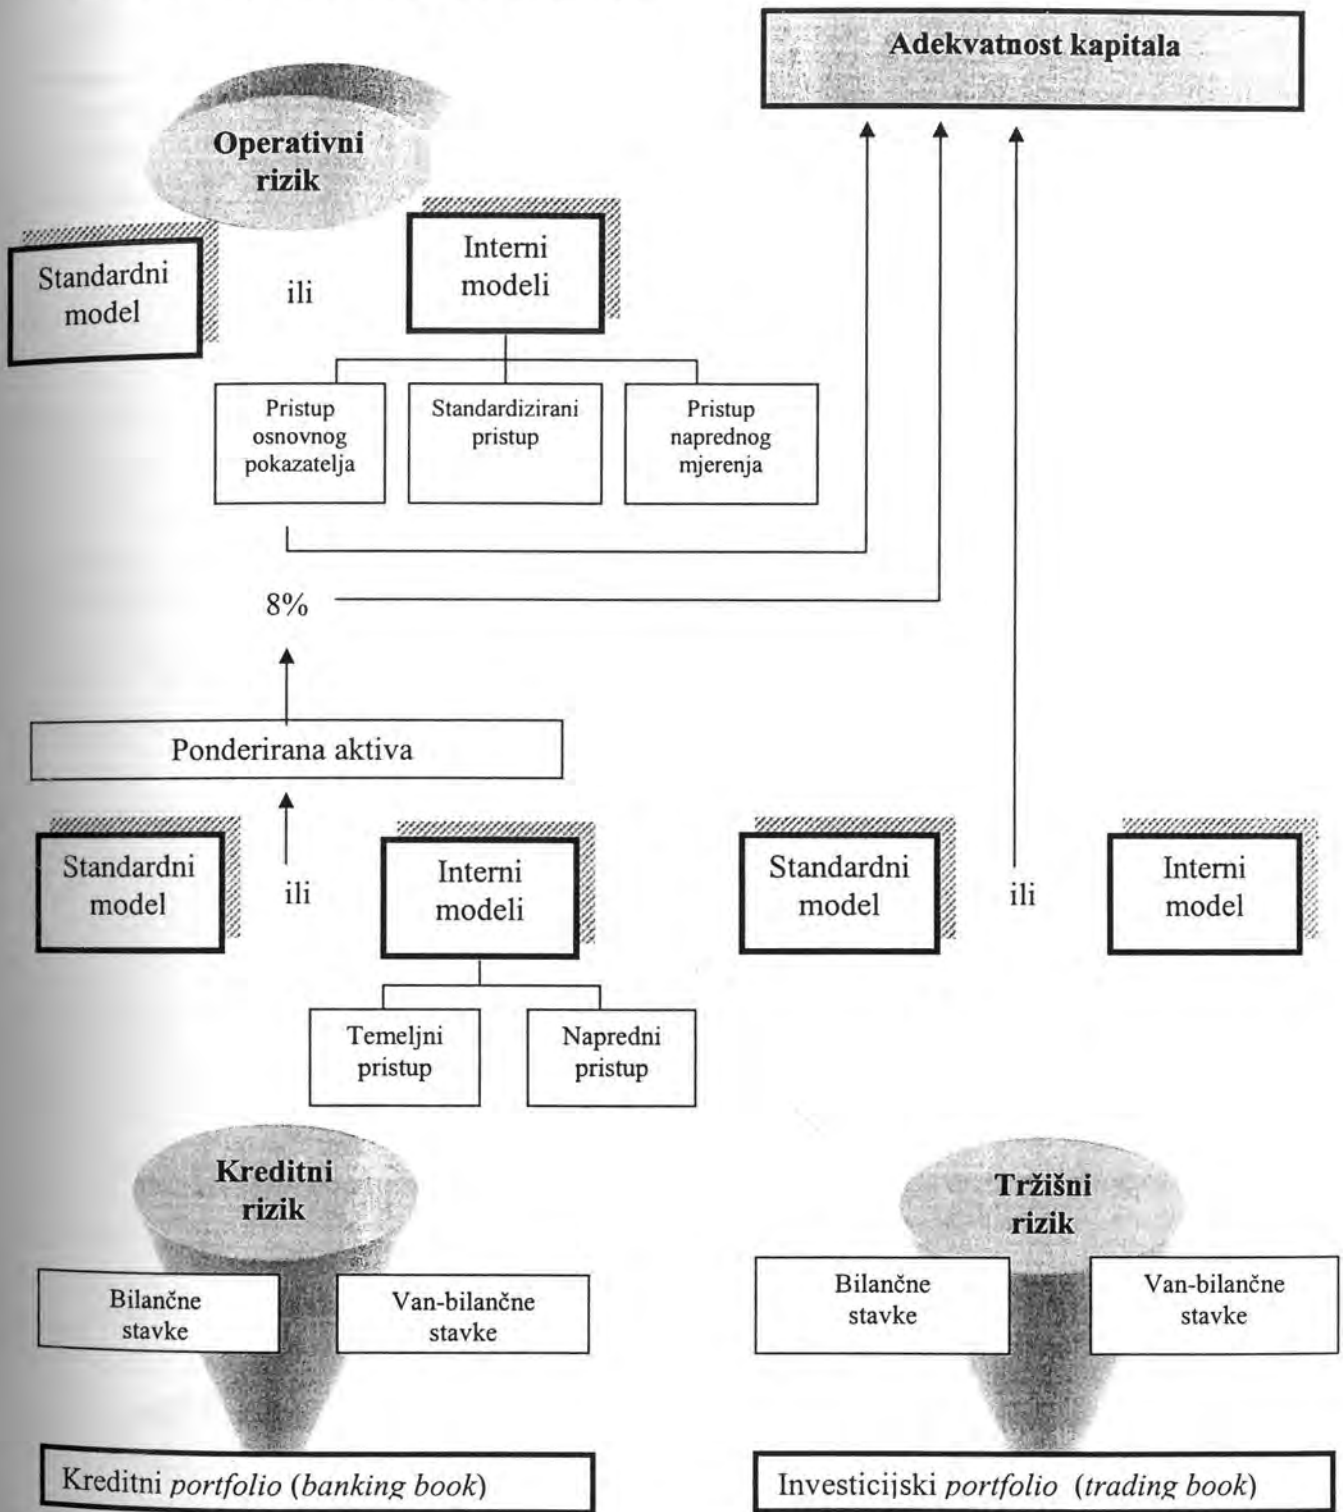 Adekvatnost kapitala
Operativni
rizik
Standardni
model
ili
Interni
modeli
Pristup
osnovnog
pokazatelja
Standardizirani
pristup
Pristup
naprednog
mjerenja
8%
Ponderirana aktiva
Standardni
model
ili
Interni
modeli
Temeljni
pristup
Napredni
pristup
Standardni
model
ili
Interni
model
Kreditni
rizik
Bilančne
stavke
Van-bilančne
stavke
Kreditni portfolio (banking book)
Tržišni
rizik
Bilančne
stavke
Van-bilančne
stavke
Investicijski portfolio (trading book)